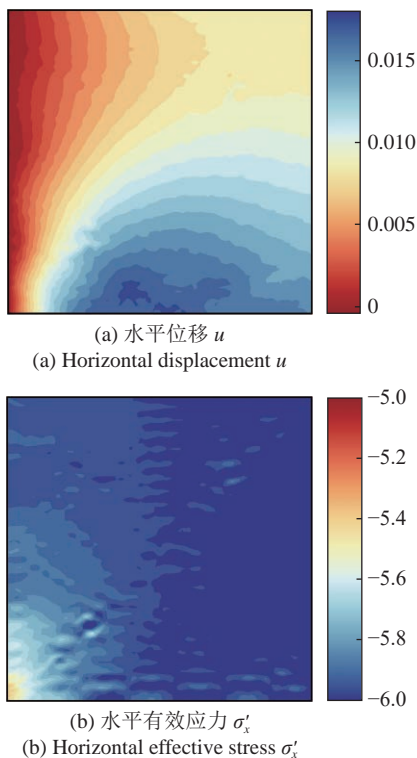 0.015
0.010
0.005
0
(a) 水平位移 u
(a) Horizontal displacement u
−5.0
−5.2
−5.4
−5.6
−5.8
−6.0
(b) 水平有效应力 σ′ₓ
(b) Horizontal effective stress σ′ₓ